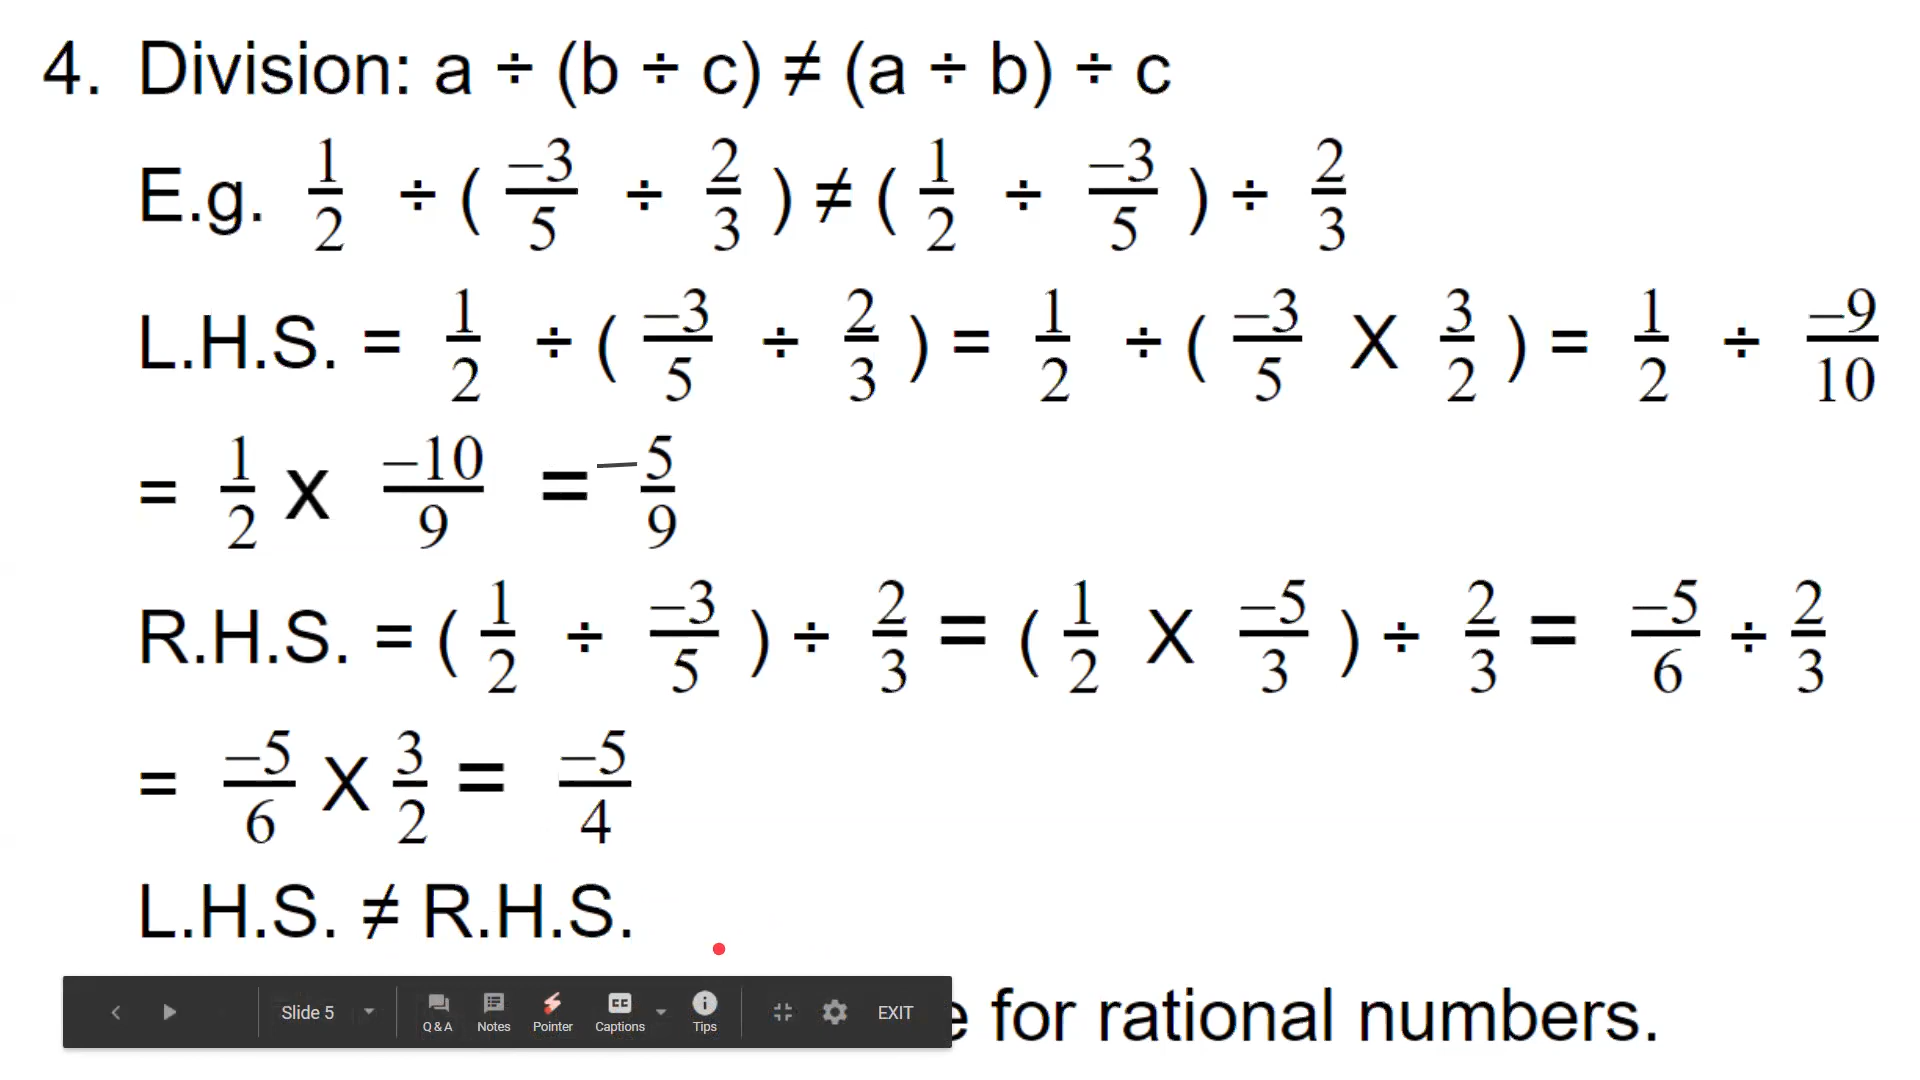 4. Division: a ÷ (b ÷ c) ≠ (a ÷ b) ÷ c
E.g. 1/2 ÷ ( –3/5 ÷ 2/3 ) ≠ ( 1/2 ÷ –3/5 ) ÷ 2/3
L.H.S. = 1/2 ÷ ( –3/5 ÷ 2/3 ) = 1/2 ÷ ( –3/5 X 3/2 ) = 1/2 ÷ –9/10
= 1/2 x –10/9 = –5/9
R.H.S. = ( 1/2 ÷ –3/5 ) ÷ 2/3 = ( 1/2 X –5/3 ) ÷ 2/3 = –5/6 ÷ 2/3
= –5/6 X 3/2 = –5/4
L.H.S. ≠ R.H.S.
for rational numbers.
Slide 5 Q & A Notes Pointer CC Captions Tips EXIT